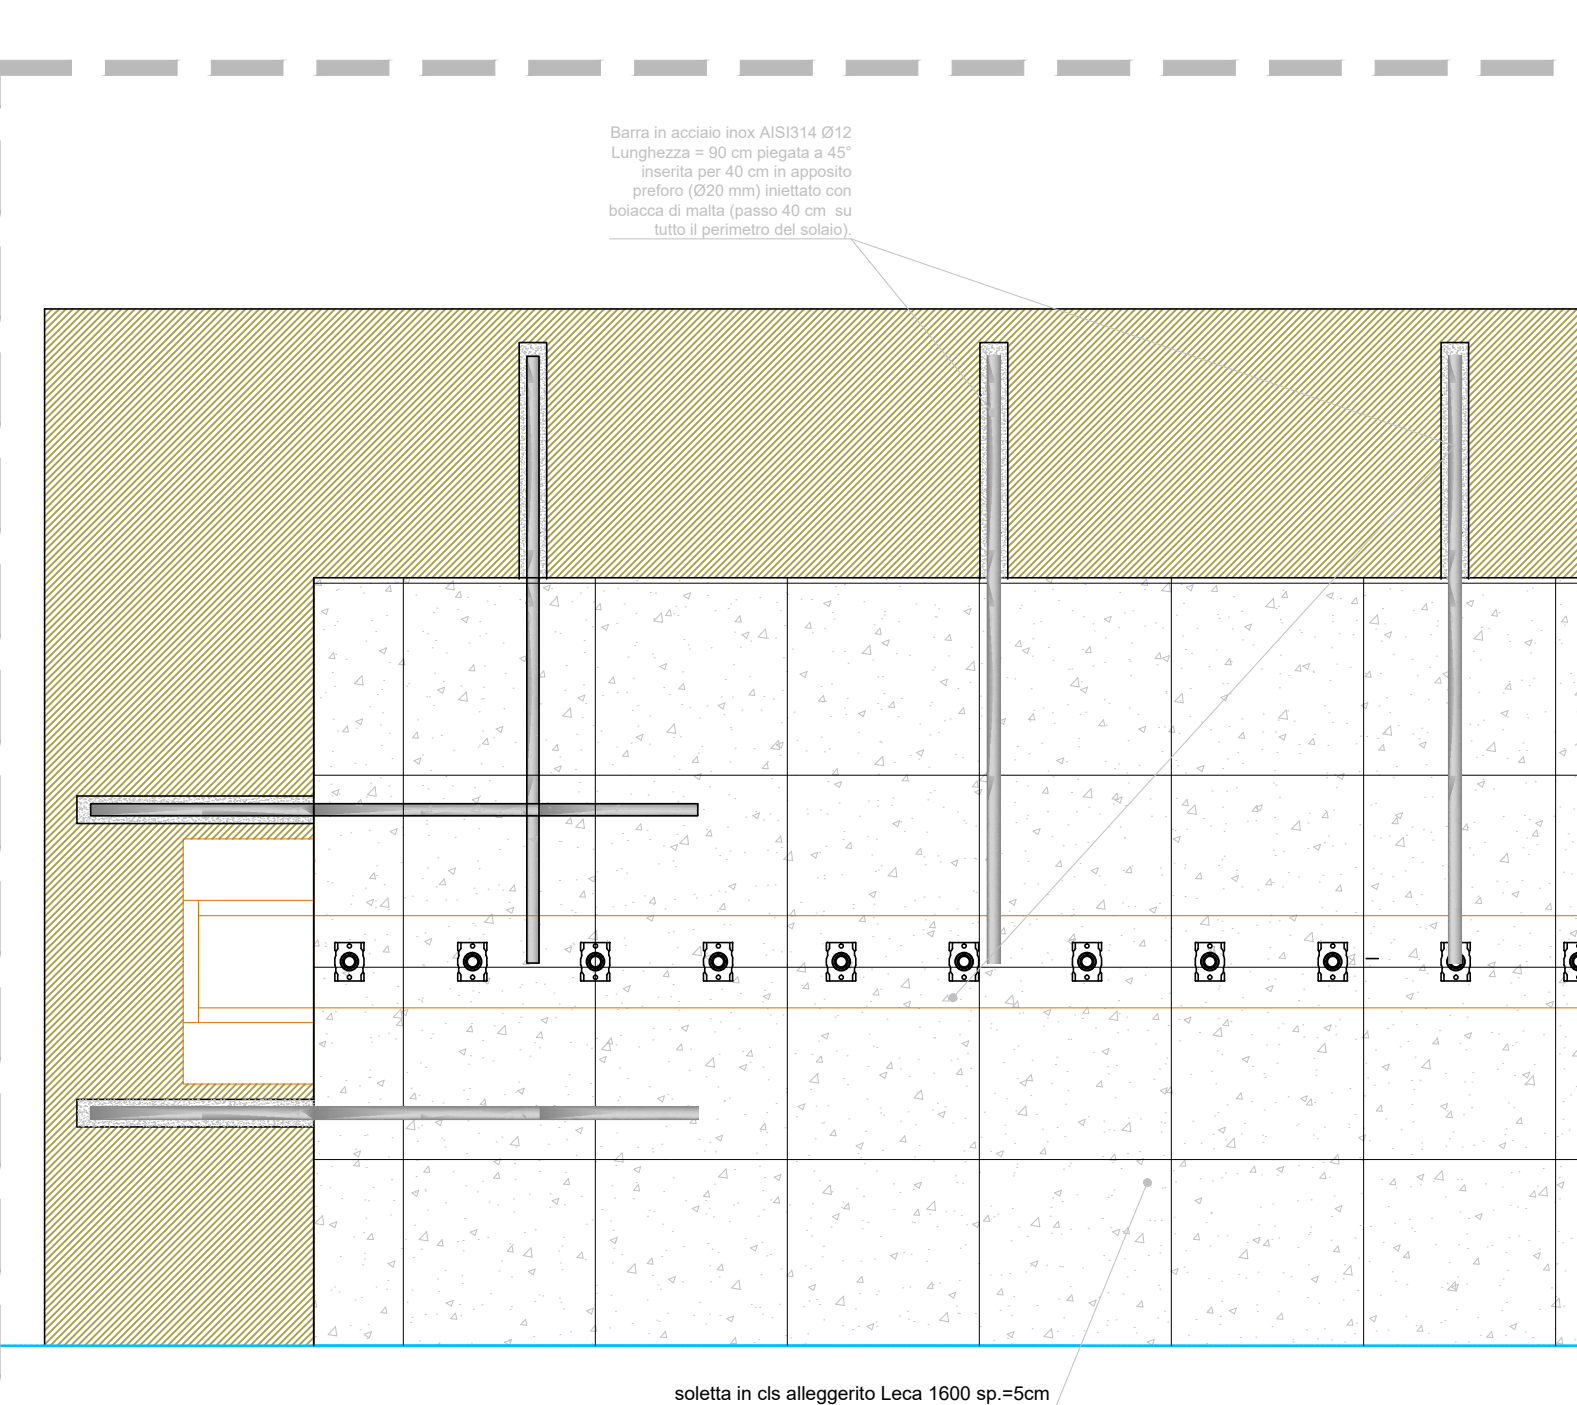 Barra in acciaio inox AISI314 Ø12
Lunghezza = 90 cm piegata a 45°
inserita per 40 cm in apposito
preforo (Ø20 mm) iniettato con
boiacca di malta (passo 40 cm  su
tutto il perimetro del solaio).
soletta in cls alleggerito Leca 1600 sp.=5cm